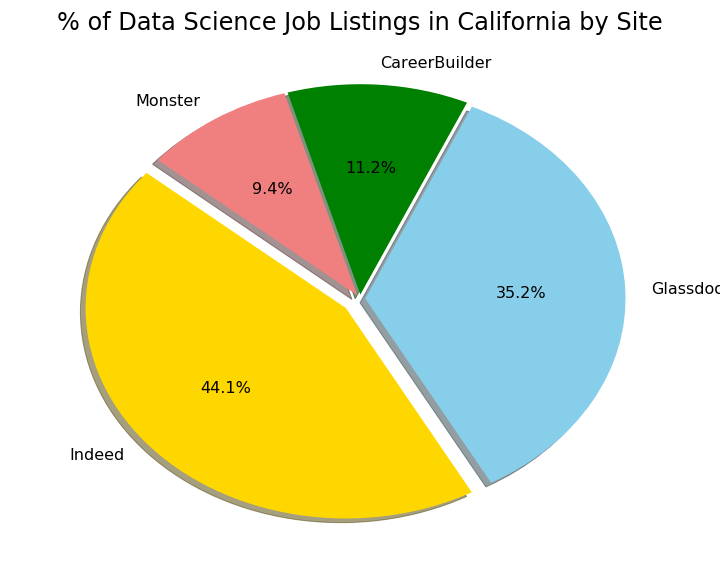 % of Data Science Job Listings in California by Site
CareerBuilder
Monster
11.2%
9.4%
Glassdo
35.2%
44.1%
Indeed